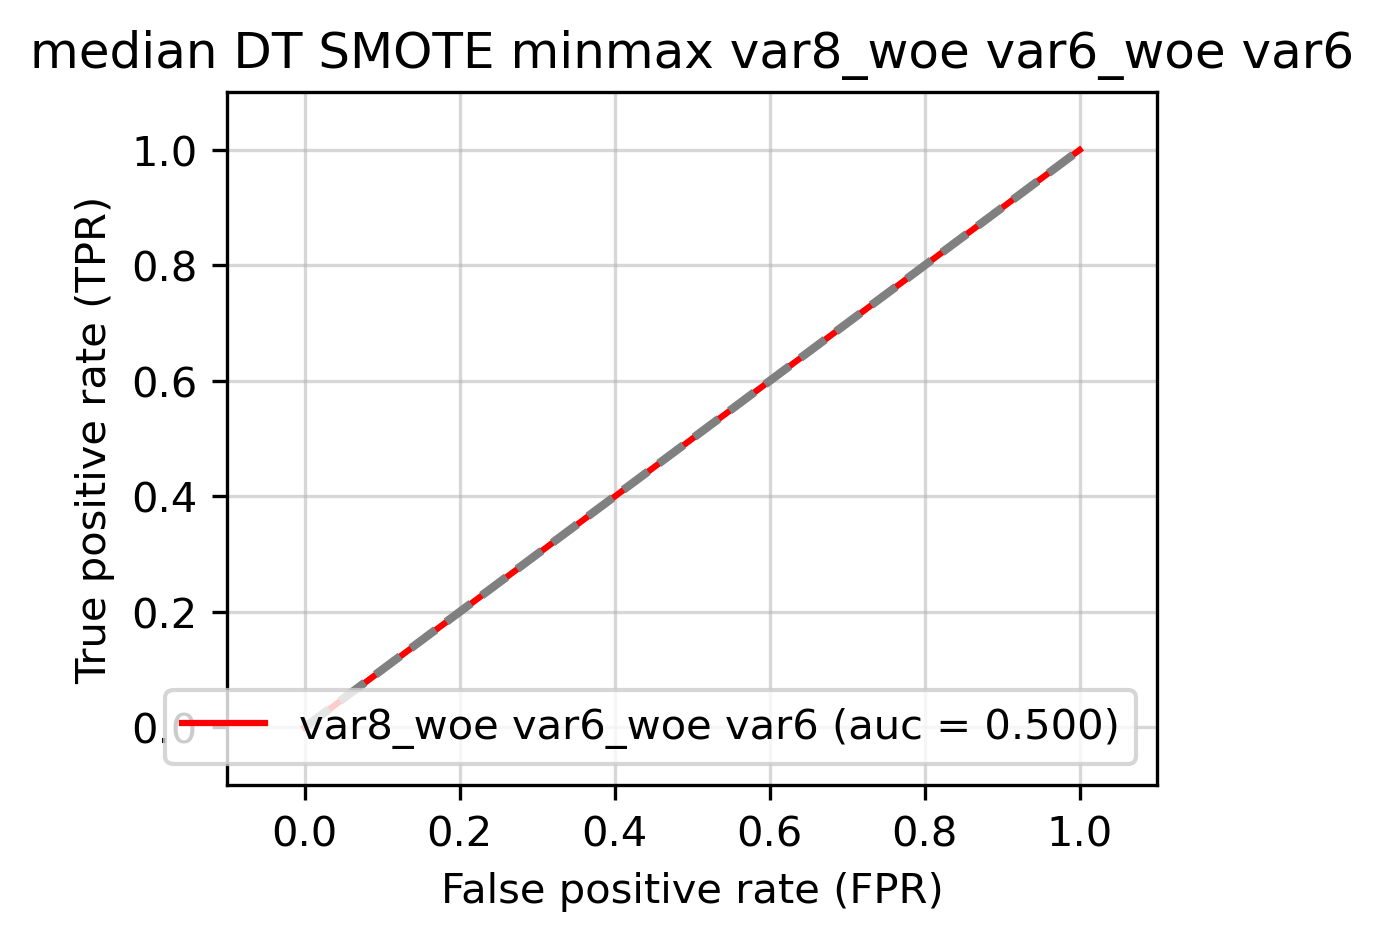 median DT SMOTE minmax var8_woe var6_woe var6
1.0
0.8
0.6
0.4
0.2
0.0
True positive rate (TPR)
var8_woe var6_woe var6 (auc = 0.500)
0.0 0.2 0.4 0.6 0.8 1.0
False positive rate (FPR)